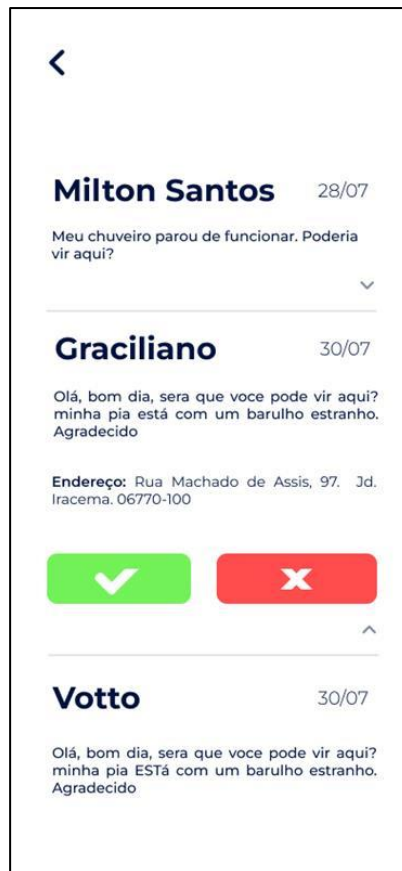 Milton Santos 28/07
Meu chuveiro parou de funcionar. Poderia
vir aqui?
Graciliano 30/07
Olá, bom dia, sera que voce pode vir aqui?
minha pia está com um barulho estranho.
Agradecido
Endereço: Rua Machado de Assis, 97. Jd.
Iracema. 06770-100
Votto 30/07
Olá, bom dia, sera que voce pode vir aqui?
minha pia ESTá com um barulho estranho.
Agradecido